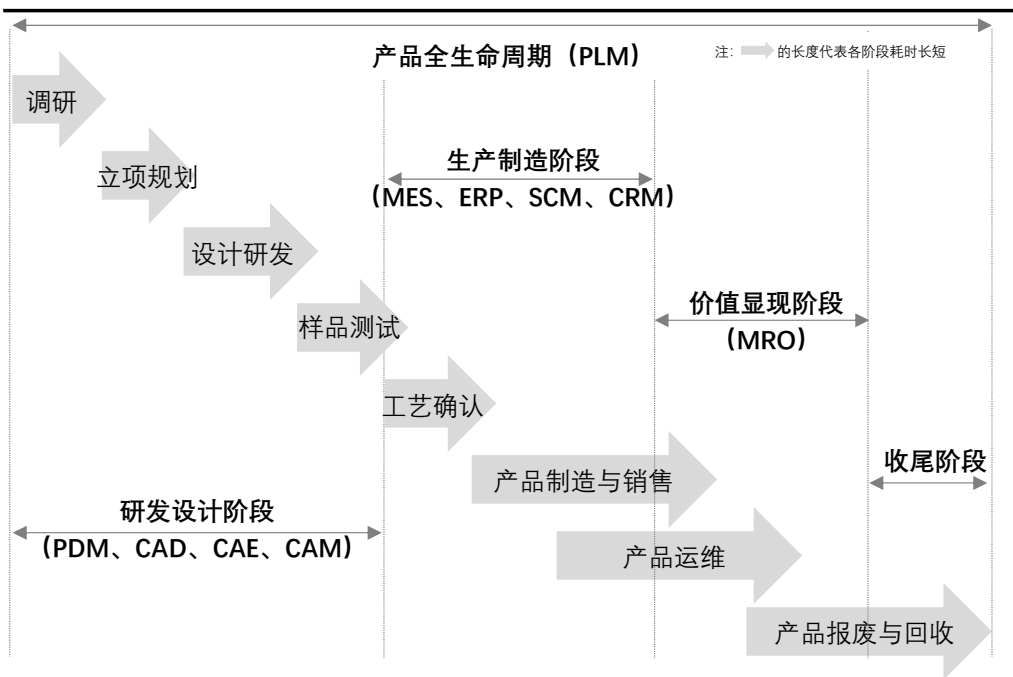 产品全生命周期（PLM）
注： 的长度代表各阶段耗时长短
调研
立项规划
生产制造阶段
（MES、ERP、SCM、CRM）
设计研发
样品测试
价值显现阶段
（MRO）
工艺确认
收尾阶段
产品制造与销售
研发设计阶段
（PDM、CAD、CAE、CAM）
产品运维
产品报废与回收